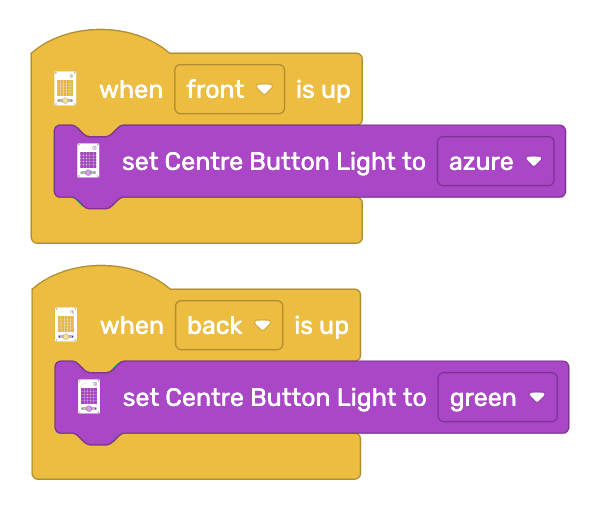 when front is up
set Centre Button Light to azure
when back is up
set Centre Button Light to green